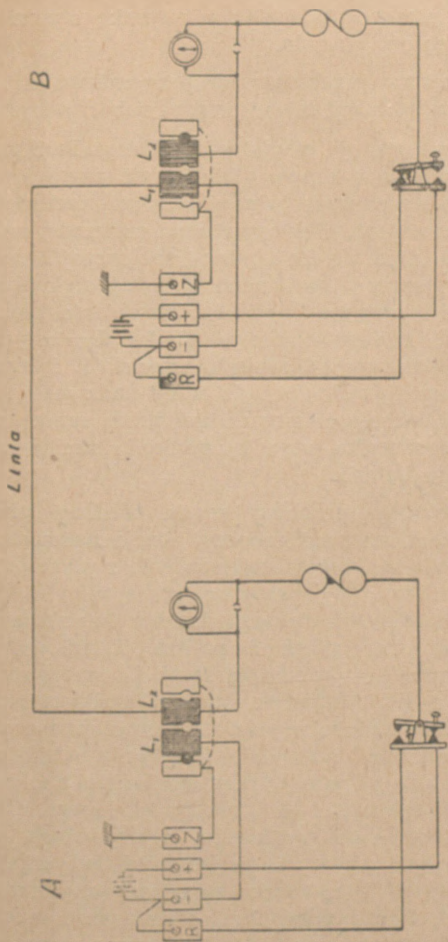 Linia
A
B
L₁ L₂
L₁ L₂
R - + Z
R - + Z